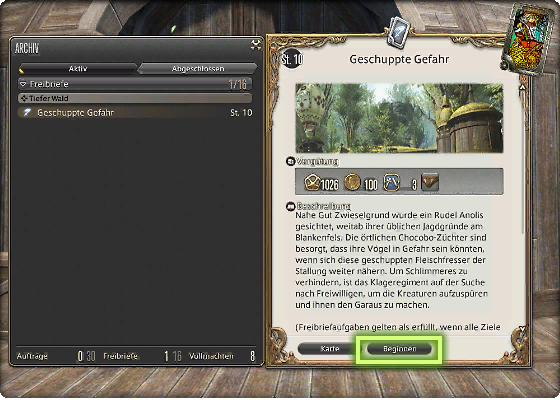 ARCHIV
Aktiv
Abgeschlossen
Freibriefe 1/16
Tiefer Wald
Geschuppte Gefahr St. 10
Aufträge 0/30 Freibriefe 1/16 Vollmachten 8
St. 10
Geschuppte Gefahr
Vergütung
1026 100 3
Beschreibung
Nahe Gut Zwieselgrund wurde ein Rudel Anolis
gesichtet, weitab ihrer üblichen Jagdgründe am
Blankenfels. Die örtlichen Chocobo-Züchter sind
besorgt, dass ihre Vögel in Gefahr sein könnten,
wenn sich diese geschuppten Fleischfresser der
Stallung weiter nähern. Um Schlimmeres zu
verhindern, ist das Klageregiment auf der Suche
nach Freiwilligen, um die Kreaturen aufzuspüren
und ihnen den Garaus zu machen.
(Freibriefaufgaben gelten als erfüllt, wenn alle Ziele
Karte
Beginnen